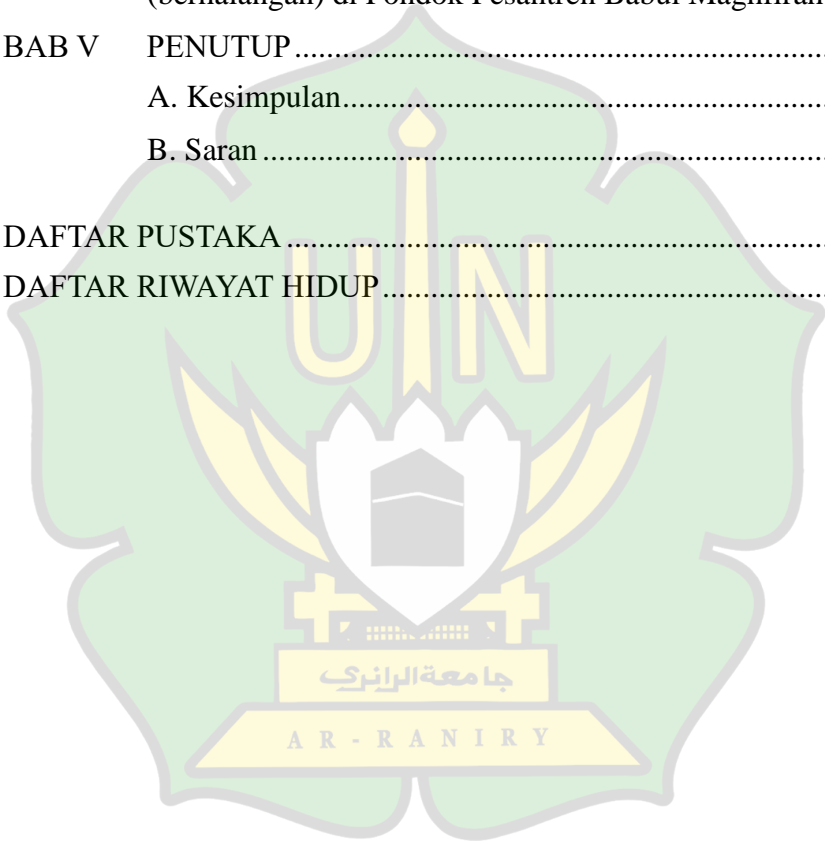 (berhalangan) di Pondok Pesantren Babul Maghfirah
BAB V PENUTUP ........................................................................
A. Kesimpulan ................................................................
B. Saran ..........................................................................
DAFTAR PUSTAKA ......................................................................
DAFTAR RIWAYAT HIDUP ..........................................................
UIN
جامعة الرانري
AR-RANIRY